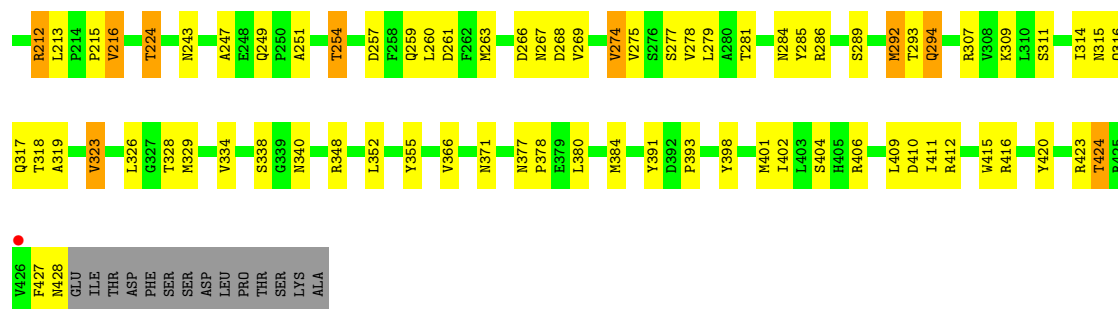 R212 L213 P214 P215 V216 T224 N243 A247 E248 Q249 P250 A251 T254 D257 F258 Q259 L260 D261 F262 M263 D266 N267 D268 V269 V274 V275 S276 S277 V278 L279 A280 T281 N284 Y285 R286 S289 M292 T293 Q294 R307 V308 K309 L310 S311 I314 N315 Q316
Q317 T318 A319 V323 L326 G327 T328 M329 V334 S338 G339 N340 R348 L352 Y355 V366 N371 N377 P378 E379 L380 M384 Y391 D392 P393 Y398 M401 I402 L403 S404 H405 R406 L409 D410 I411 R412 W415 R416 Y420 R423 T424 R425
V426 F427 N428 GLU ILE THR ASP PHE SER SER ASP LEU PRO THR SER LYS ALA